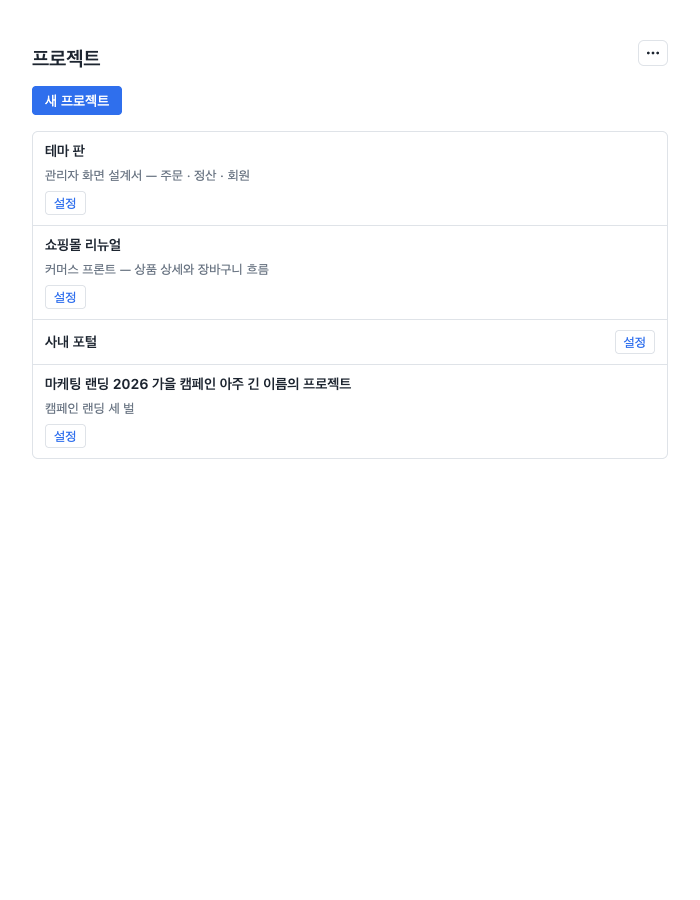 프로젝트
새 프로젝트
테마 판
관리자 화면 설계서 — 주문 · 정산 · 회원
설정
쇼핑몰 리뉴얼
커머스 프론트 — 상품 상세와 장바구니 흐름
설정
사내 포털
설정
마케팅 랜딩 2026 가을 캠페인 아주 긴 이름의 프로젝트
캠페인 랜딩 세 벌
설정